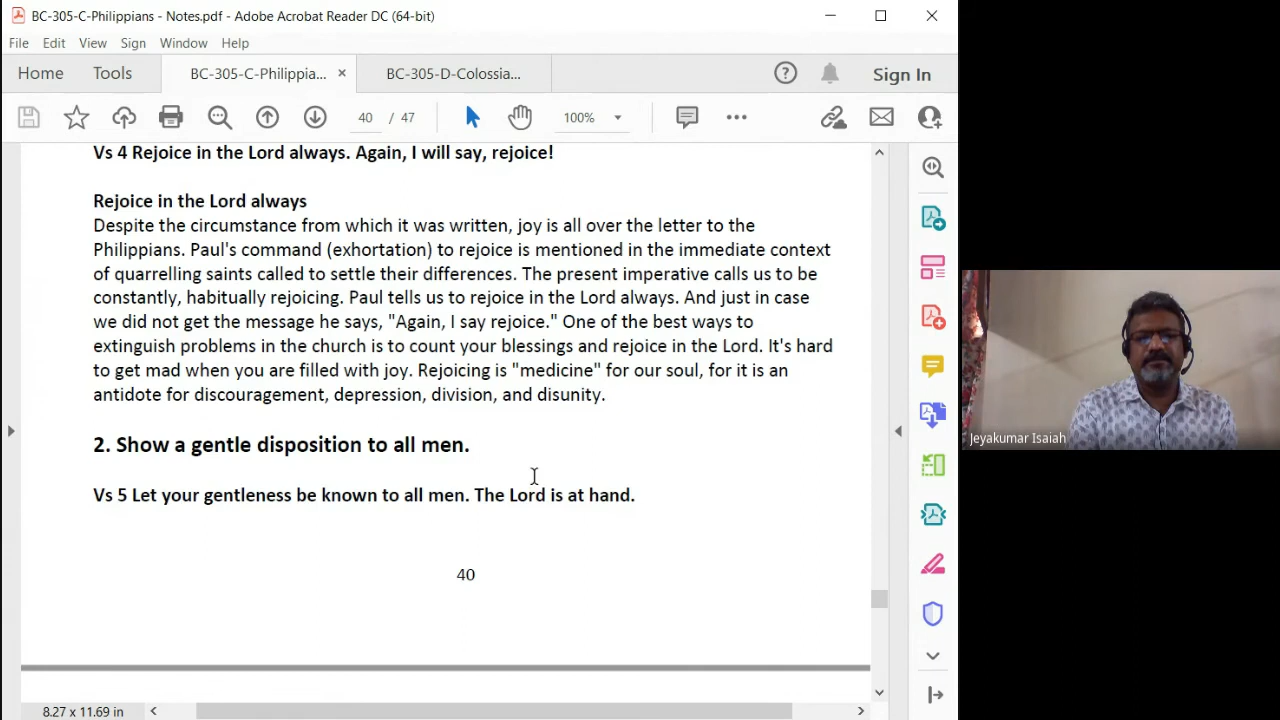 BC-305-C-Philippians - Notes.pdf - Adobe Acrobat Reader DC (64-bit)
File Edit View Sign Window Help
Home Tools BC-305-C-Philippia... BC-305-D-Colossia... Sign In
40 / 47 100%
Vs 4 Rejoice in the Lord always. Again, I will say, rejoice!
Rejoice in the Lord always
Despite the circumstance from which it was written, joy is all over the letter to the
Philippians. Paul's command (exhortation) to rejoice is mentioned in the immediate context
of quarrelling saints called to settle their differences. The present imperative calls us to be
constantly, habitually rejoicing. Paul tells us to rejoice in the Lord always. And just in case
we did not get the message he says, "Again, I say rejoice." One of the best ways to
extinguish problems in the church is to count your blessings and rejoice in the Lord. It's hard
to get mad when you are filled with joy. Rejoicing is "medicine" for our soul, for it is an
antidote for discouragement, depression, division, and disunity.
2. Show a gentle disposition to all men.
Vs 5 Let your gentleness be known to all men. The Lord is at hand.
40
8.27 x 11.69 in
Jeyakumar Isaiah